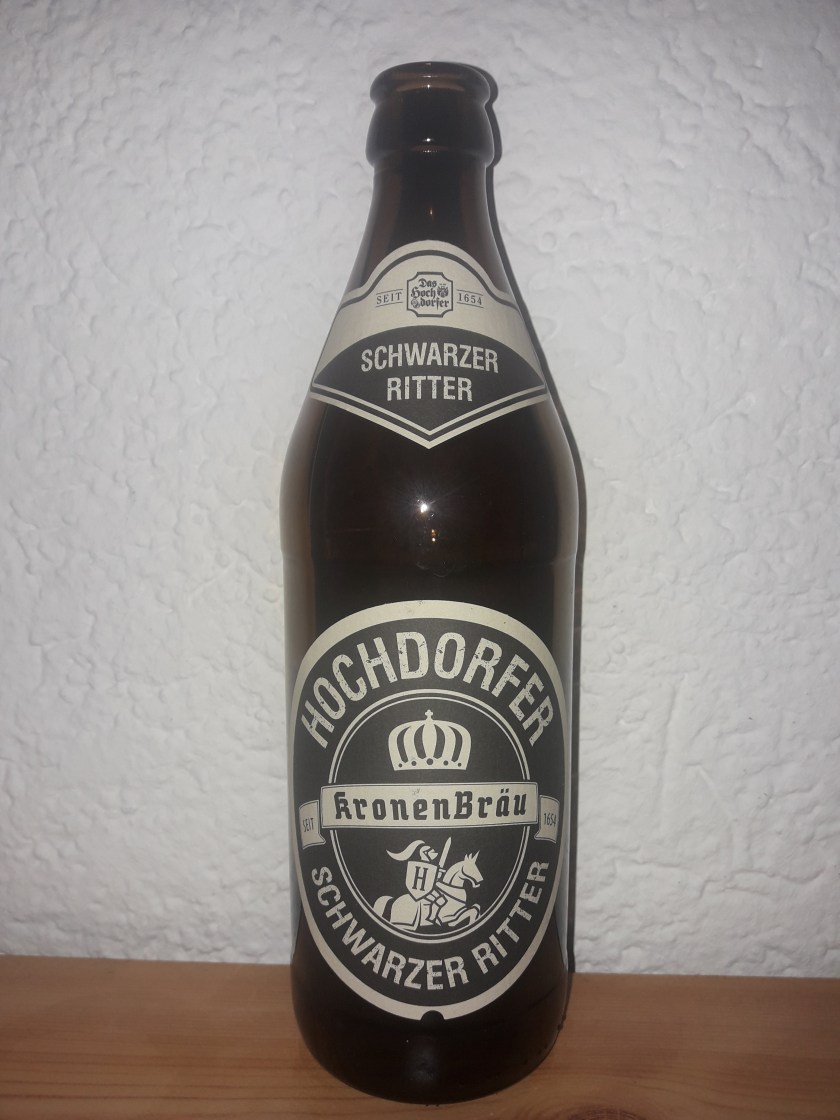 SEIT
Das
Hoch
dorfer
1654
SCHWARZER
RITTER
HOCHDORFER
KronenBräu
SEIT
1654
H
SCHWARZER RITTER